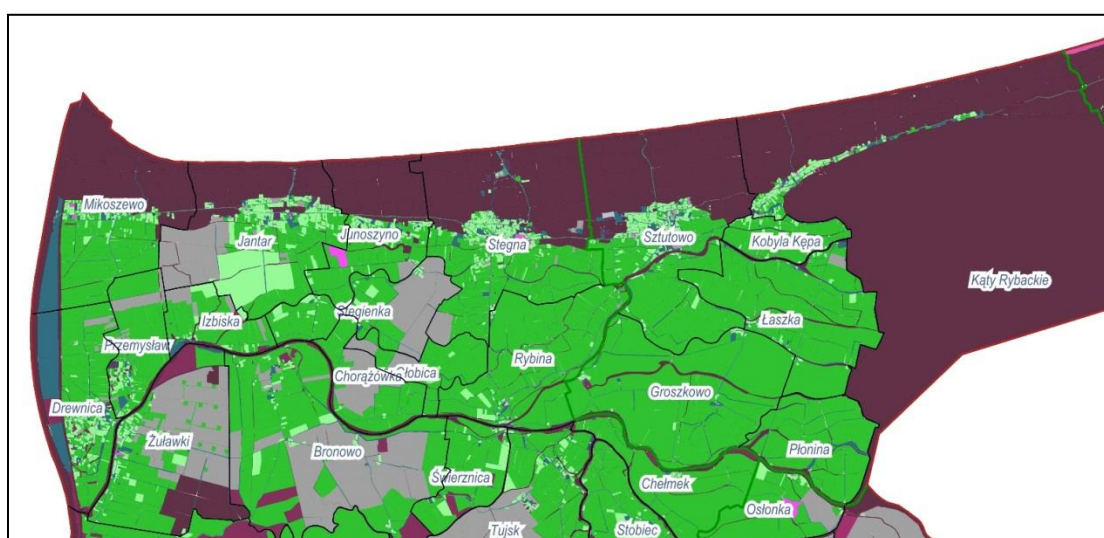 Mikoszewo
Jantar
Junoszyno
Stegna
Sztutowo
Kobyla Kępa
Kąty Rybackie
Izbiska
Stegienka
Łaszka
Przemysław
Rybina
Chorążówka
Głobica
Groszkowo
Drewnica
Żuławki
Bronowo
Świerznica
Chełmek
Płonina
Osłonka
Tujsk
Stobiec